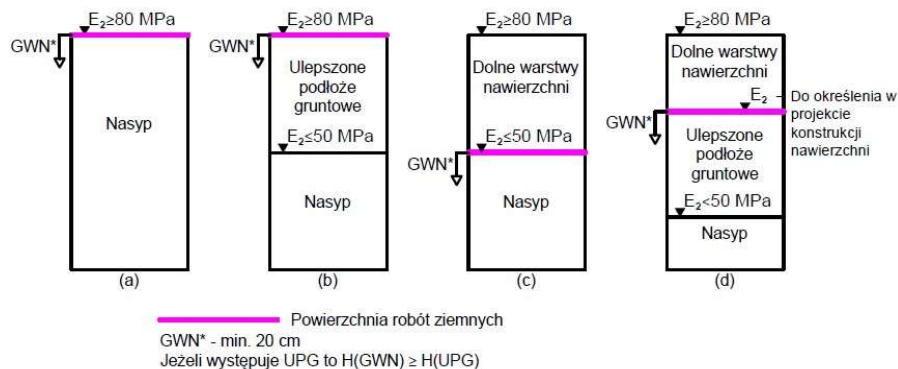 E₂≥80 MPa
GWN*
Nasyp
(a)
E₂≥80 MPa
GWN*
Ulepszone
podłoże
gruntowe
E₂≤50 MPa
Nasyp
(b)
E₂≥80 MPa
Dolne warstwy
nawierzchni
E₂≤50 MPa
GWN*
Nasyp
(c)
E₂≥80 MPa
Dolne warstwy
nawierzchni
E₂ – Do określenia w
projekcie
konstrukcji
nawierzchni
GWN*
Ulepszone
podłoże
gruntowe
E₂<50 MPa
Nasyp
(d)
Powierzchnia robót ziemnych
GWN* - min. 20 cm
Jeżeli występuje UPG to H(GWN) ≥ H(UPG)